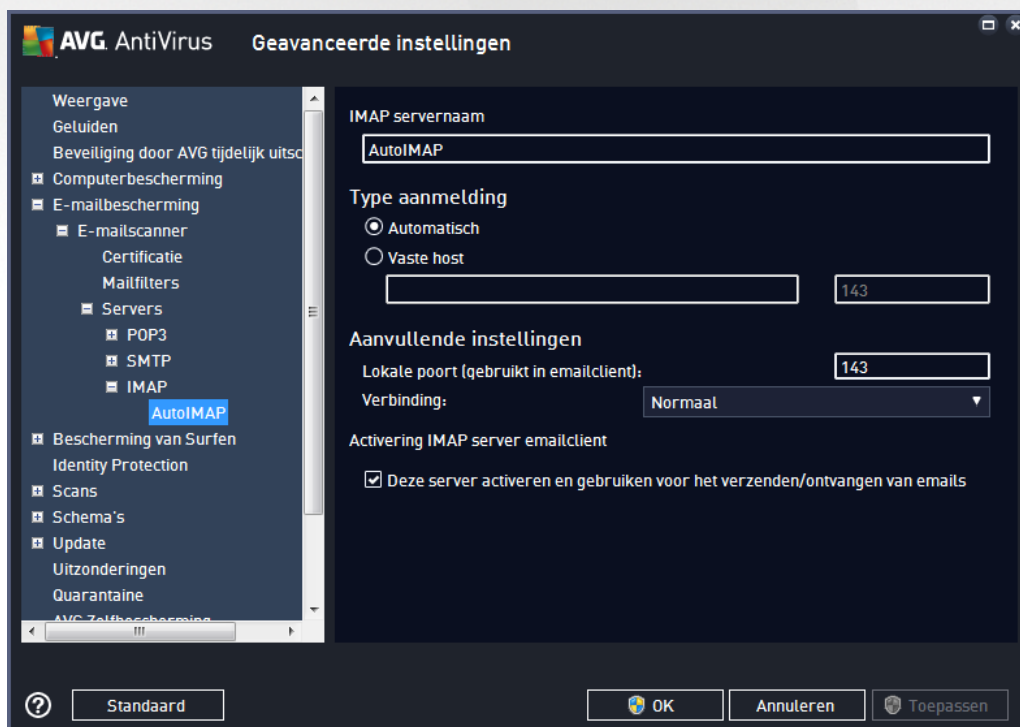 AVG. AntiVirus Geavanceerde instellingen
Weergave
Geluiden
Beveiliging door AVG tijdelijk uitsc
Computerbescherming
E-mailbescherming
E-mailscanner
Certificatie
Mailfilters
Servers
POP3
SMTP
IMAP
AutoIMAP
Bescherming van Surfen
Identity Protection
Scans
Schema's
Update
Uitzonderingen
Quarantaine
AVG Zelfbescherming
IMAP servernaam
AutoIMAP
Type aanmelding
Automatisch
Vaste host
143
Aanvullende instellingen
Lokale poort (gebruikt in emailclient): 143
Verbinding: Normaal
Activering IMAP server emailclient
Deze server activeren en gebruiken voor het verzenden/ontvangen van emails
Standaard OK Annuleren Toepassen